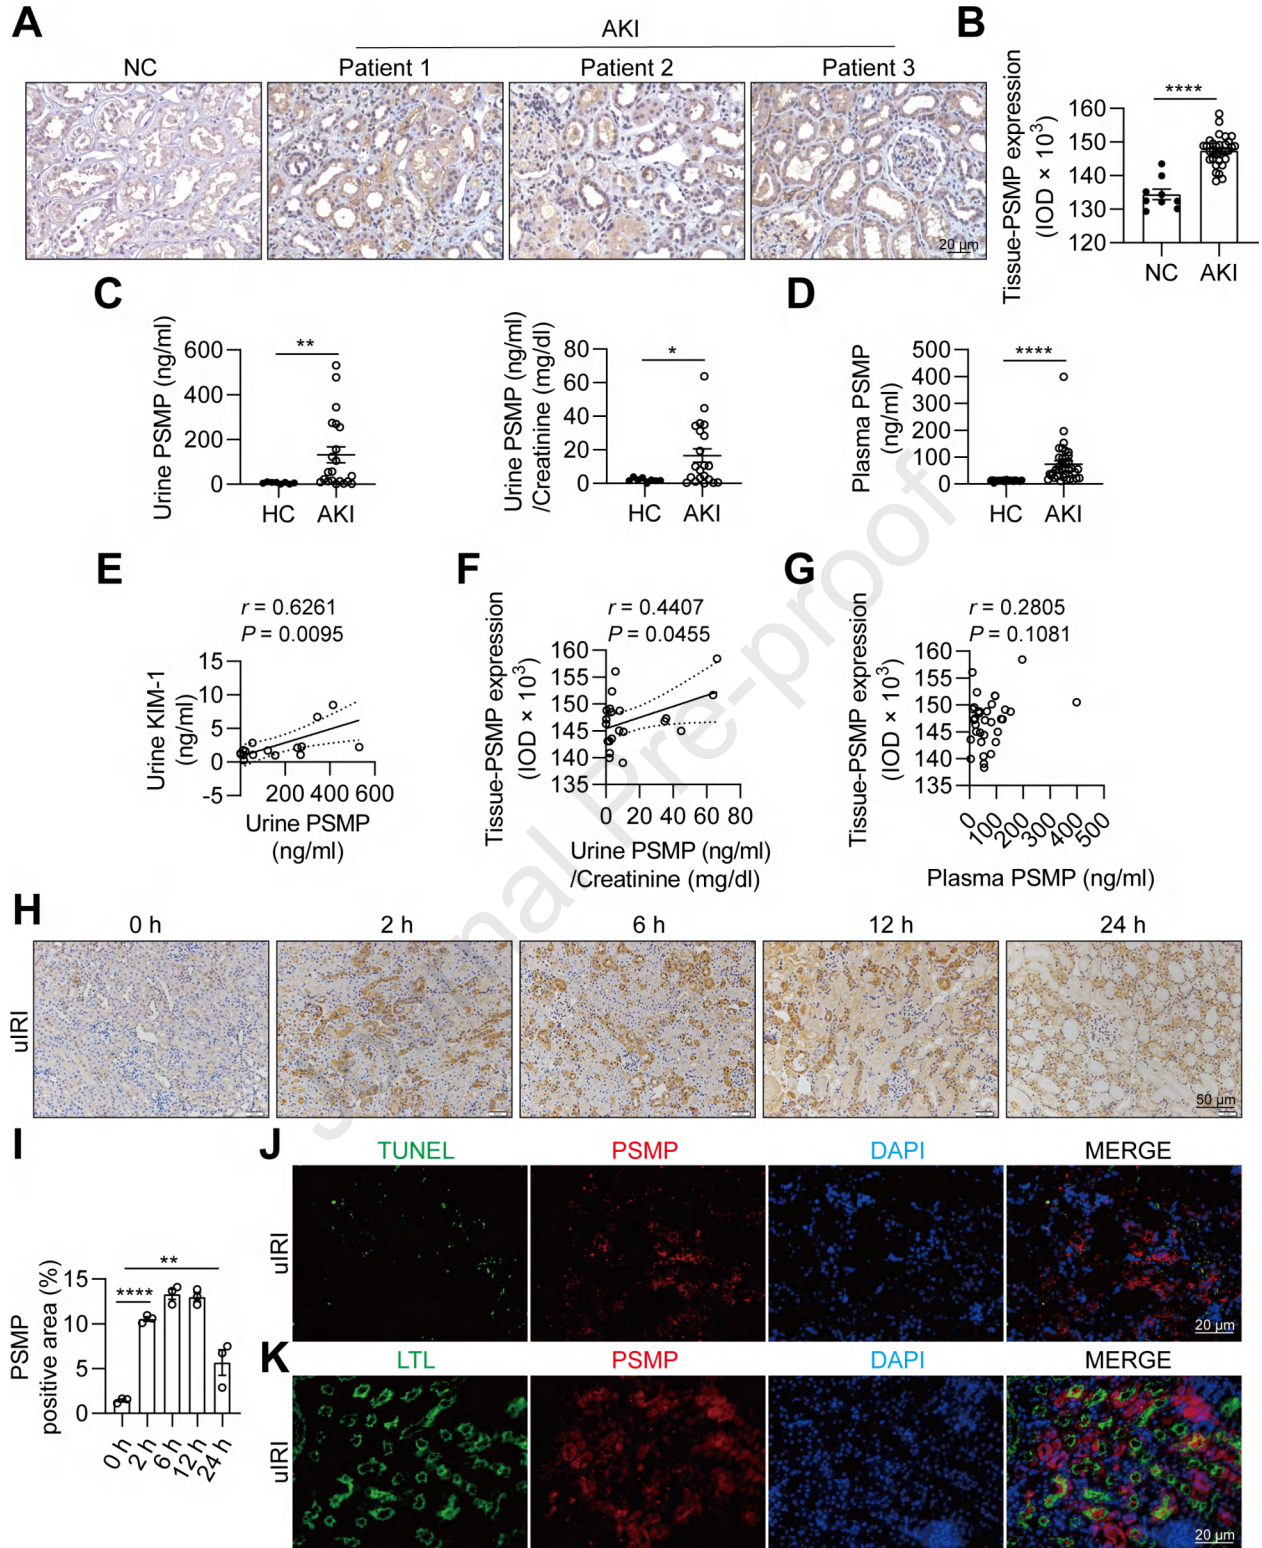 A
AKI
NC
Patient 1
Patient 2
Patient 3
20 μm
B
Tissue-PSMP expression
(IOD × 10³)
****
160
150
140
130
120
NC
AKI
C
Urine PSMP (ng/ml)
**
600
400
200
0
HC
AKI
Urine PSMP (ng/ml)
/Creatinine (mg/dl)
*
80
60
40
20
0
HC
AKI
D
Plasma PSMP
(ng/ml)
****
500
400
300
200
100
0
HC
AKI
E
r = 0.6261
P = 0.0095
Urine KIM-1
(ng/ml)
15
10
5
0
-5
200 400 600
Urine PSMP
(ng/ml)
F
r = 0.4407
P = 0.0455
Tissue-PSMP expression
(IOD × 10³)
160
155
150
145
140
135
0 20 40 60 80
Urine PSMP (ng/ml)
/Creatinine (mg/dl)
G
r = 0.2805
P = 0.1081
Tissue-PSMP expression
(IOD × 10³)
160
155
150
145
140
135
0 100 200 300 400 500
Plasma PSMP (ng/ml)
Journal Pre-proof
H
0 h
2 h
6 h
12 h
24 h
uIRI
50 μm
I
PSMP
positive area (%)
**
****
15
10
5
0
0 h
2 h
6 h
12 h
24 h
J
TUNEL
PSMP
DAPI
MERGE
uIRI
20 μm
K
LTL
PSMP
DAPI
MERGE
uIRI
20 μm